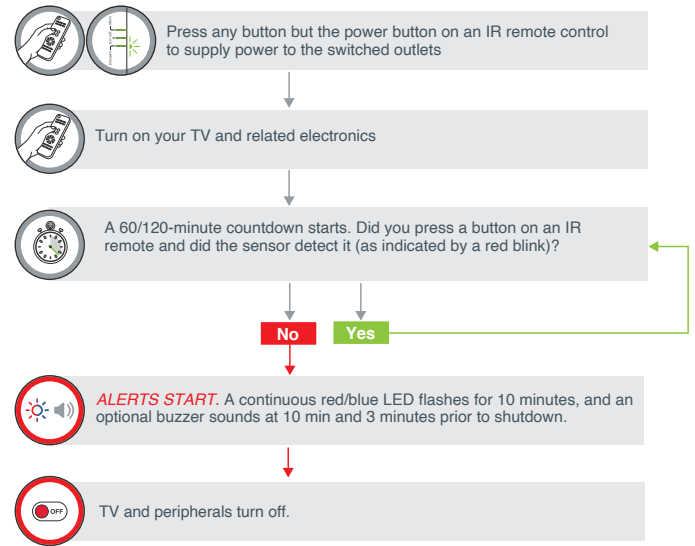 Press any button but the power button on an IR remote control
to supply power to the switched outlets
Turn on your TV and related electronics
A 60/120-minute countdown starts. Did you press a button on an IR
remote and did the sensor detect it (as indicated by a red blink)?
No
Yes
ALERTS START. A continuous red/blue LED flashes for 10 minutes, and an
optional buzzer sounds at 10 min and 3 minutes prior to shutdown.
OFF
TV and peripherals turn off.